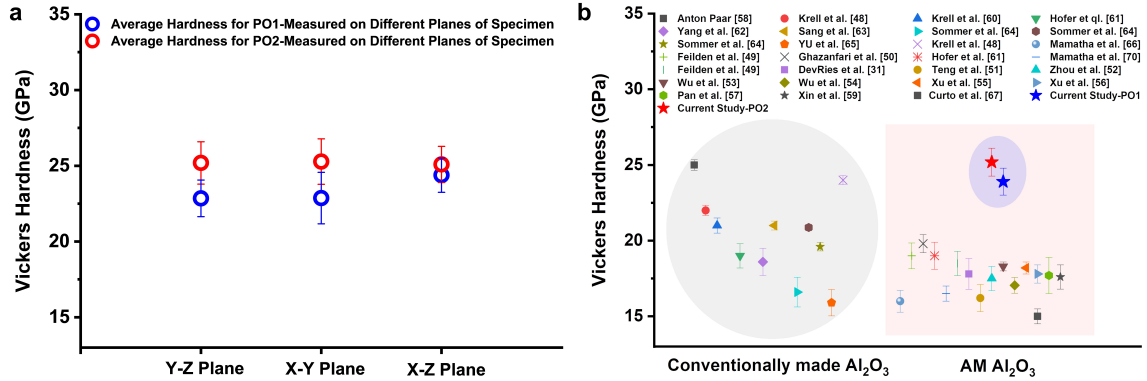 a
Average Hardness for PO1-Measured on Different Planes of Specimen
Average Hardness for PO2-Measured on Different Planes of Specimen
Vickers Hardness (GPa)
35
30
25
20
15
Y-Z Plane X-Y Plane X-Z Plane
b
Anton Paar [58] Krell et al. [48] Krell et al. [60] Hofer et ql. [61]
Yang et al. [62] Sang et al. [63] Sommer et al. [64] Sommer et al. [64]
Sommer et al. [64] YU et al. [65] Krell et al. [48] Mamatha et al. [66]
Feilden et al. [49] Ghazanfari et al. [50] Hofer et al. [61] Mamatha et al. [70]
Feilden et al. [49] DevRies et al. [31] Teng et al. [51] Zhou et al. [52]
Wu et al. [53] Wu et al. [54] Xu et al. [55] Xu et al. [56]
Pan et al. [57] Xin et al. [59] Curto et al. [67] Current Study-PO1
Current Study-PO2
Vickers Hardness (GPa)
35
30
25
20
15
Conventionally made Al₂O₃ AM Al₂O₃